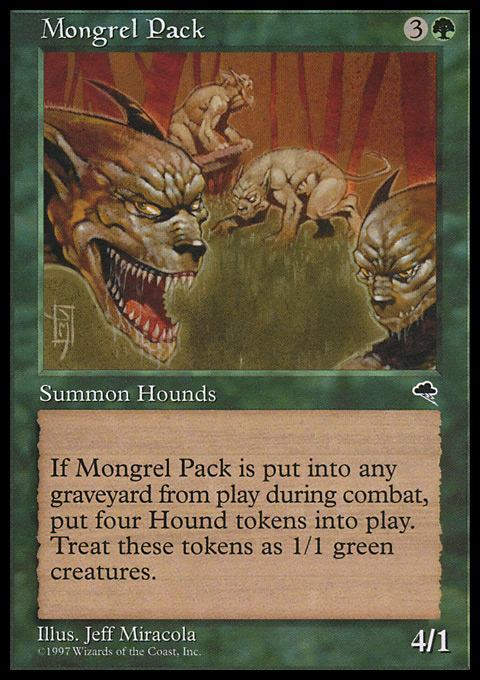 Mongrel Pack 3
Summon Hounds
If Mongrel Pack is put into any
graveyard from play during combat,
put four Hound tokens into play.
Treat these tokens as 1/1 green
creatures.
Illus. Jeff Miracola
©1997 Wizards of the Coast, Inc.
4/1